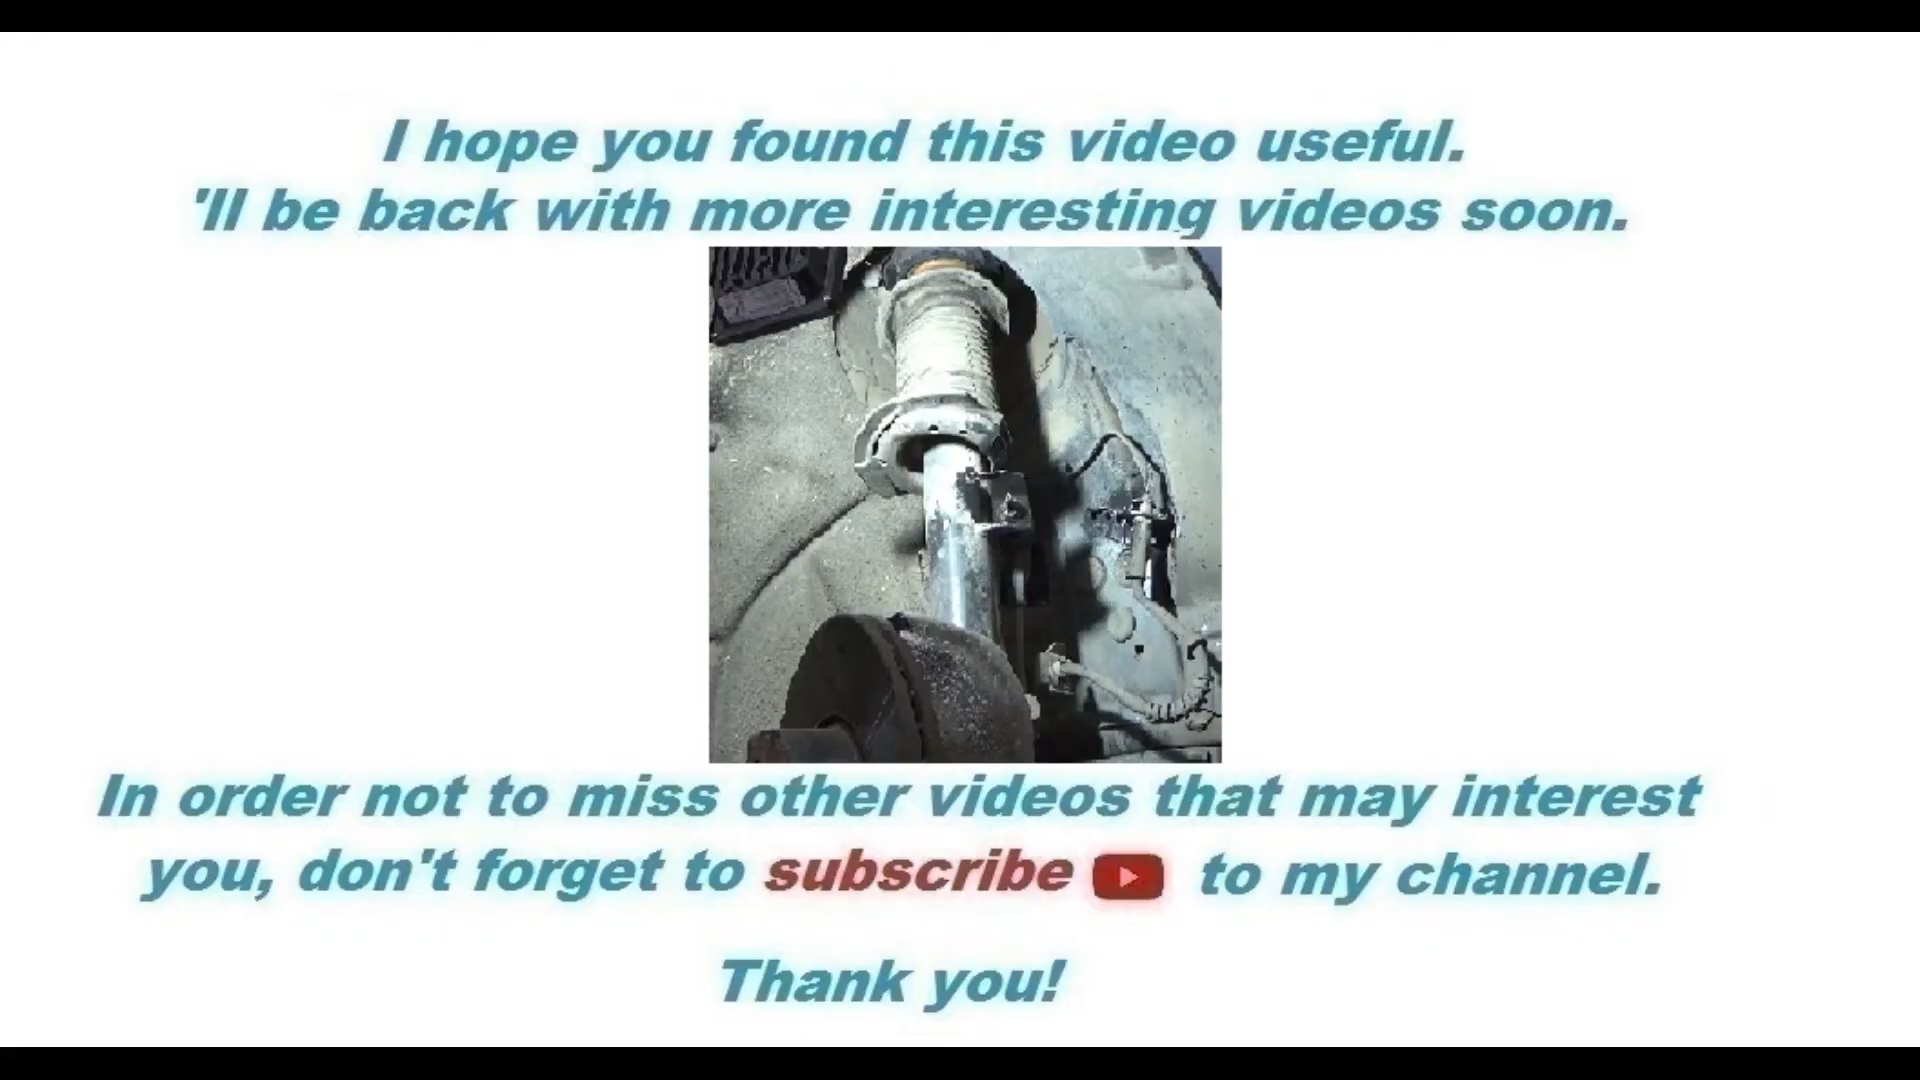 I hope you found this video useful.
'll be back with more interesting videos soon.
In order not to miss other videos that may interest
you, don't forget to subscribe to my channel.
Thank you!